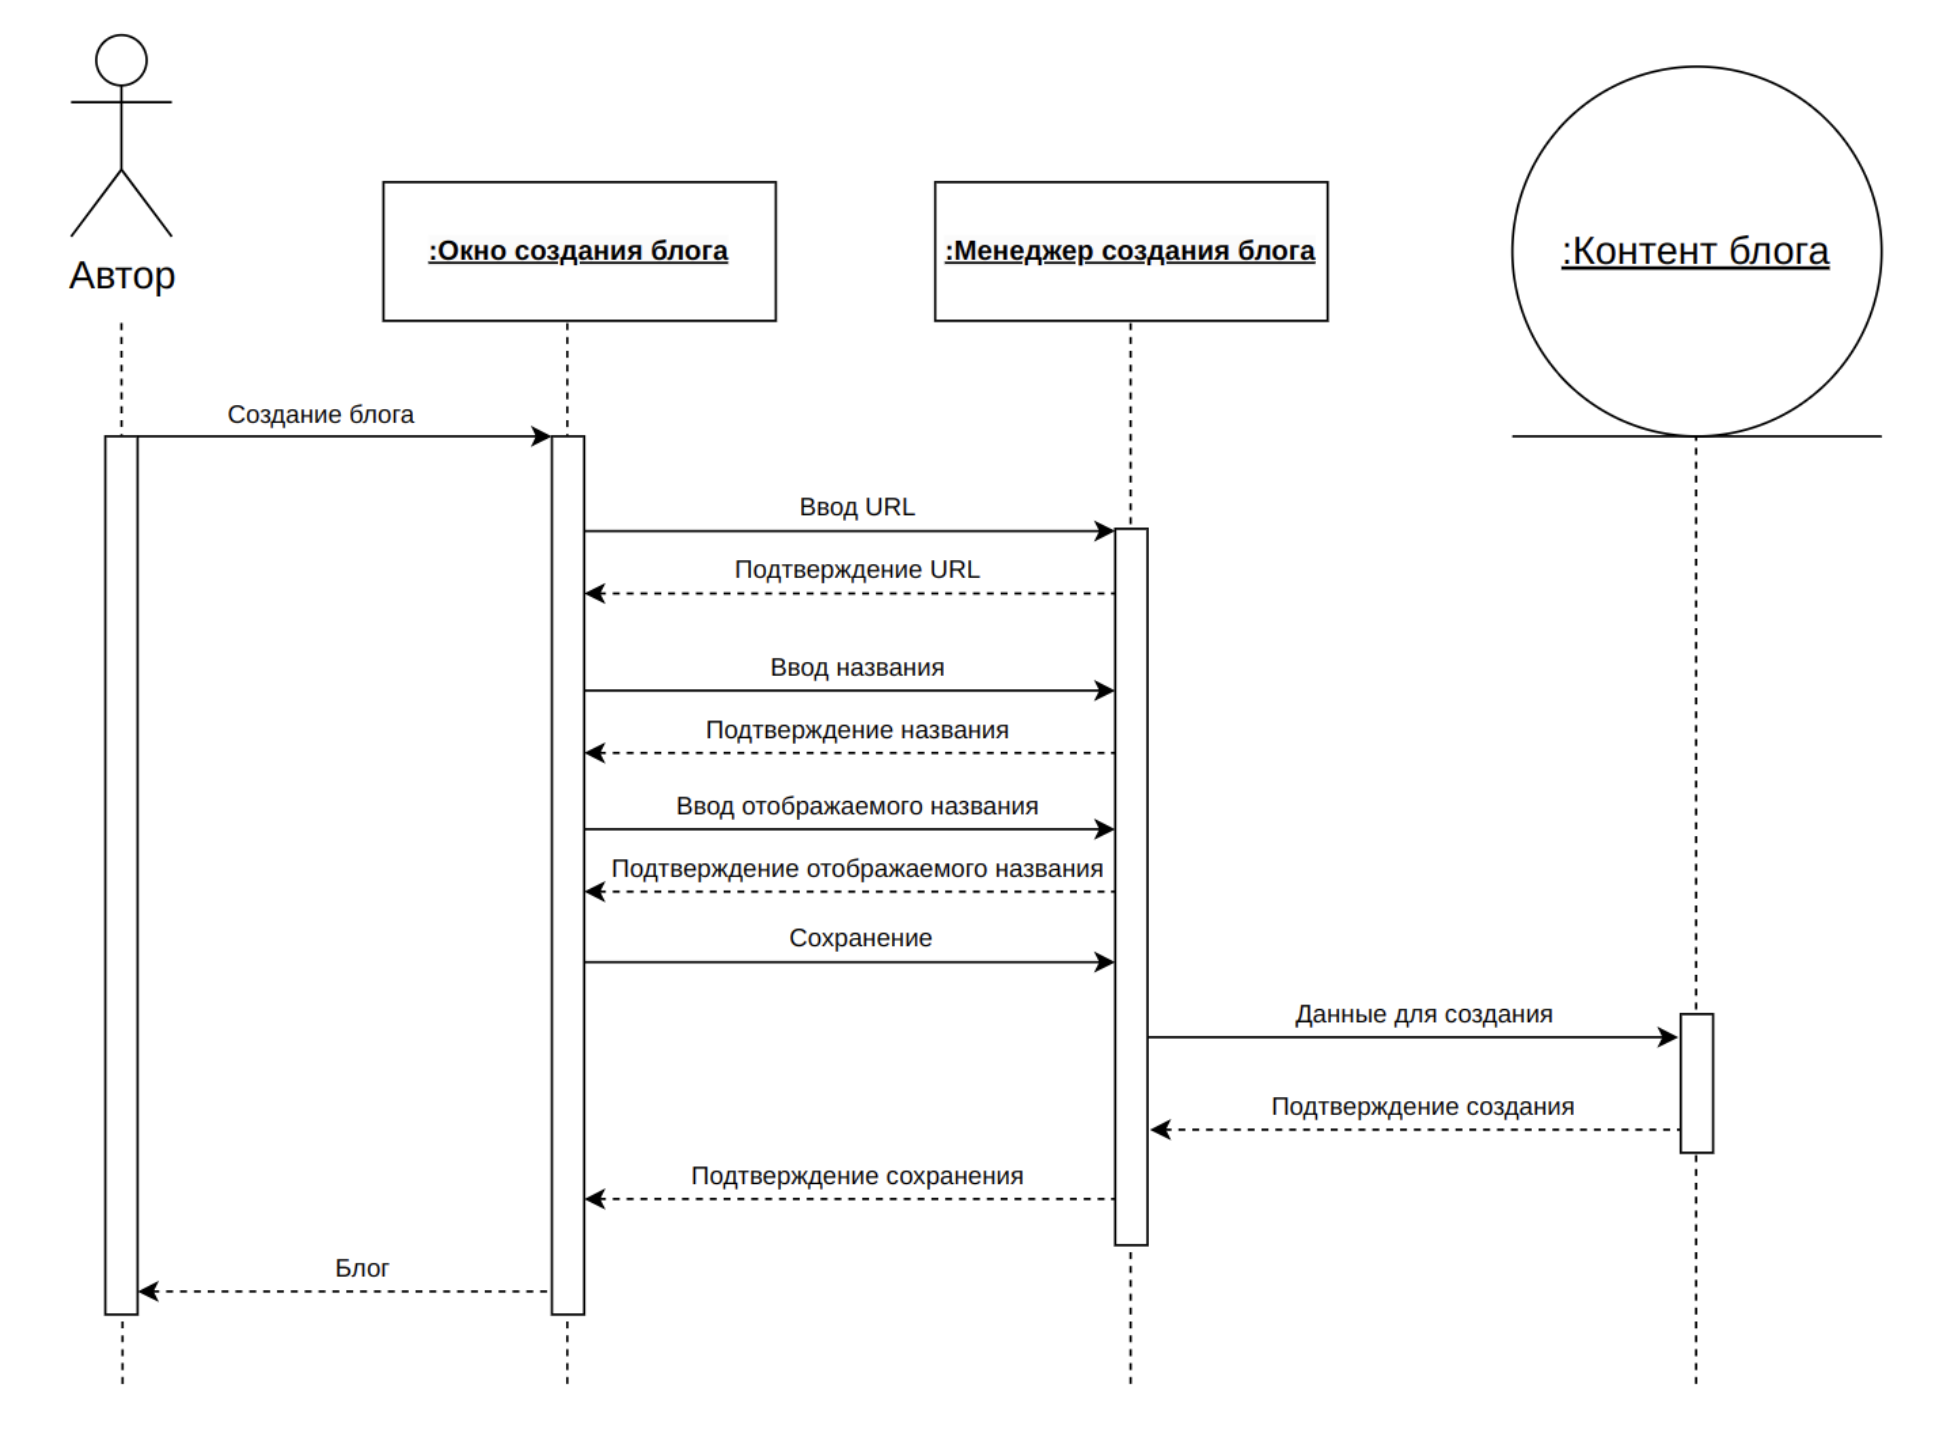 Автор
:Окно создания блога
:Менеджер создания блога
:Контент блога
Создание блога
Ввод URL
Подтверждение URL
Ввод названия
Подтверждение названия
Ввод отображаемого названия
Подтверждение отображаемого названия
Сохранение
Данные для создания
Подтверждение создания
Подтверждение сохранения
Блог